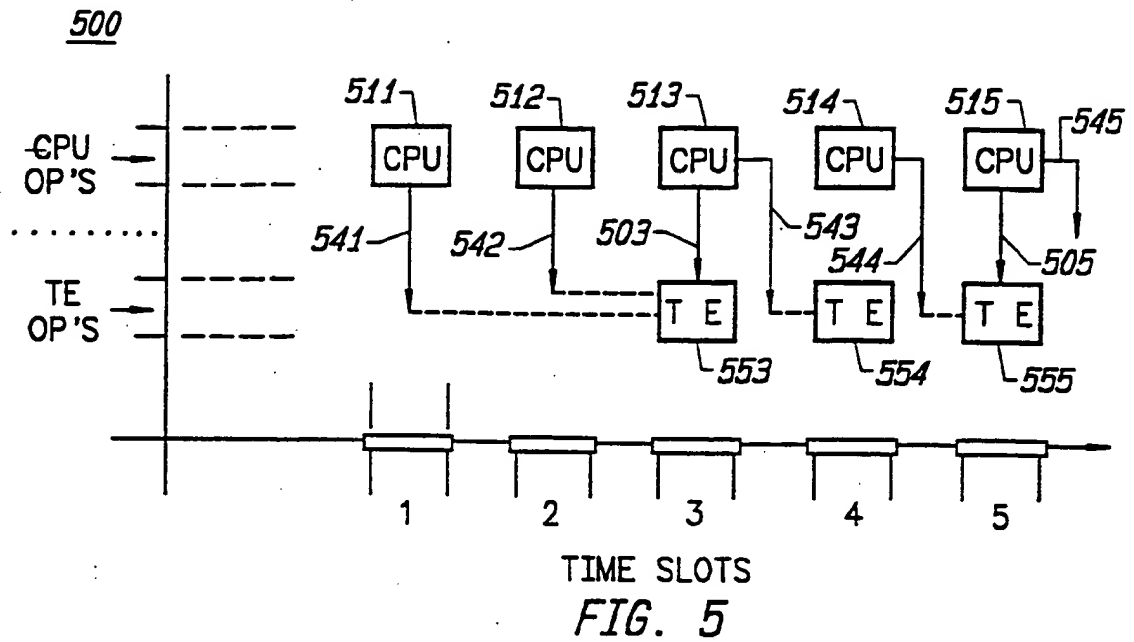 500
511 512 513 514 515 545
CPU OP'S
CPU CPU CPU CPU CPU
541 542 503 543 544 505
TE OP'S
T E T E T E
553 554 555
1 2 3 4 5
TIME SLOTS
FIG. 5